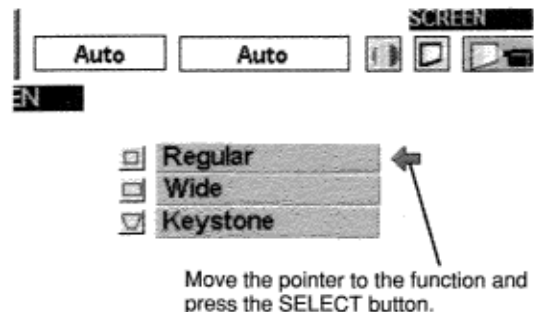 SCREEN
Auto
Auto
EN
Regular
Wide
Keystone
Move the pointer to the function and
press the SELECT button.